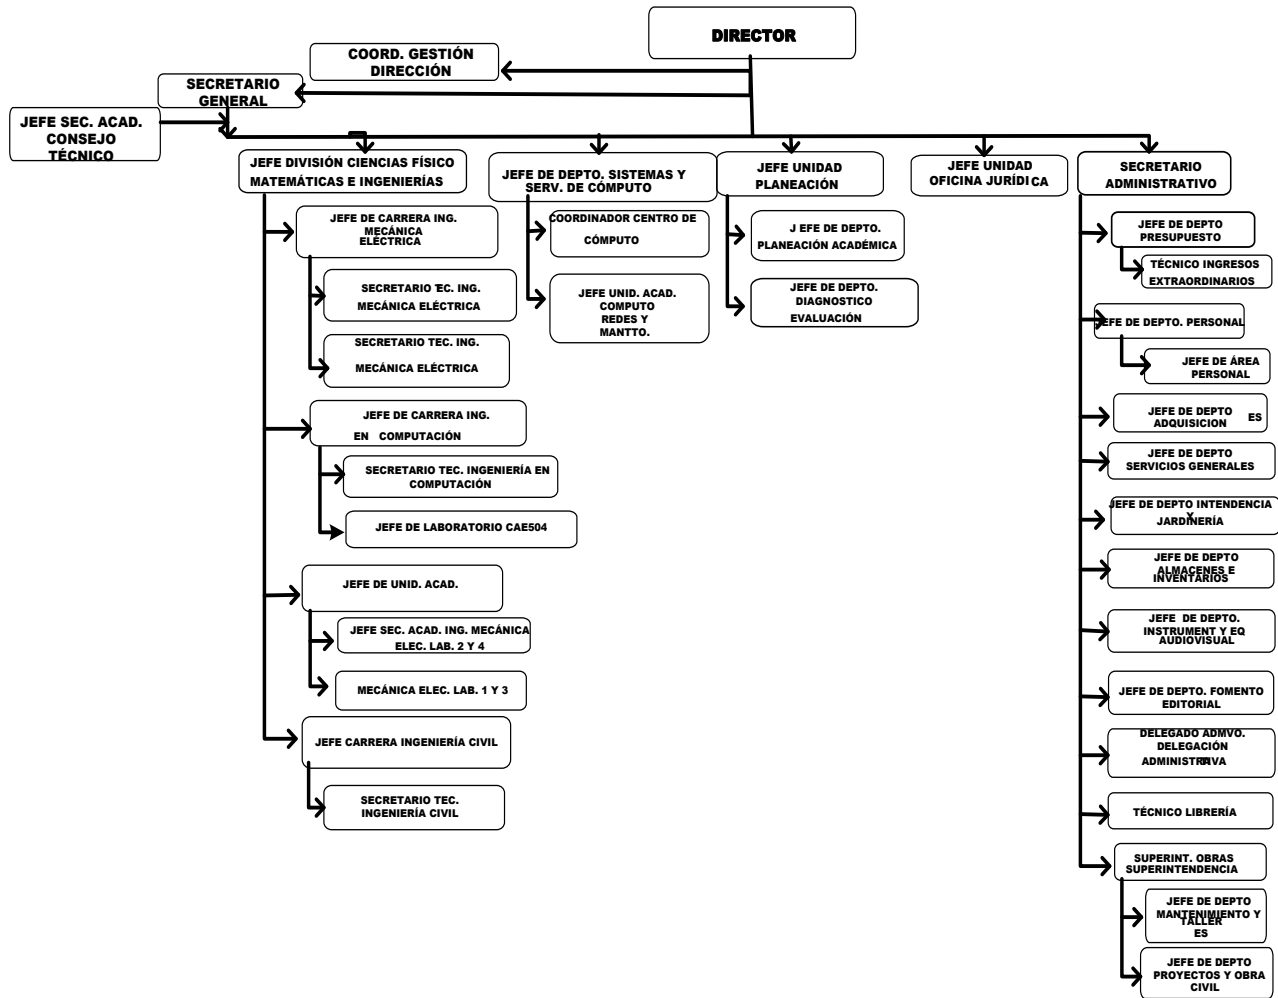 DIRECTOR
COORD. GESTIÓN
DIRECCIÓN
SECRETARIO
GENERAL
JEFE SEC. ACAD.
CONSEJO
TÉCNICO
JEFE DIVISIÓN CIENCIAS FÍSICO
MATEMÁTICAS E INGENIERÍAS
JEFE DE CARRERA ING.
MECÁNICA
ELÉCTRICA
SECRETARIO TEC. ING.
MECÁNICA ELÉCTRICA
SECRETARIO TEC. ING.
MECÁNICA ELÉCTRICA
JEFE DE CARRERA ING.
EN COMPUTACIÓN
SECRETARIO TEC. INGENIERÍA EN
COMPUTACIÓN
JEFE DE LABORATORIO CAE504
JEFE DE UNID. ACAD.
JEFE SEC. ACAD. ING. MECÁNICA
ELEC. LAB. 2 Y 4
MECÁNICA ELEC. LAB. 1 Y 3
JEFE CARRERA INGENIERÍA CIVIL
SECRETARIO TEC.
INGENIERÍA CIVIL
JEFE DE DEPTO. SISTEMAS Y
SERV. DE CÓMPUTO
COORDINADOR CENTRO DE
CÓMPUTO
JEFE UNID. ACAD.
COMPUTO
REDES Y
MANTTO.
JEFE UNIDAD
PLANEACIÓN
J EFE DE DEPTO.
PLANEACIÓN ACADÉMICA
JEFE DE DEPTO.
DIAGNOSTICO
EVALUACIÓN
JEFE UNIDAD
OFICINA JURÍDICA
SECRETARIO
ADMINISTRATIVO
JEFE DE DEPTO
PRESUPUESTO
TÉCNICO INGRESOS
EXTRAORDINARIOS
JEFE DE DEPTO. PERSONAL
JEFE DE ÁREA
PERSONAL
JEFE DE DEPTO
ADQUISICION ES
JEFE DE DEPTO
SERVICIOS GENERALES
JEFE DE DEPTO INTENDENCIA
Y
JARDINERÍA
JEFE DE DEPTO
ALMACENES E
INVENTARIOS
JEFE DE DEPTO.
INSTRUMENT Y EQ
AUDIOVISUAL
JEFE DE DEPTO. FOMENTO
EDITORIAL
DELEGADO ADMVO.
DELEGACIÓN
ADMINISTRATIVA
TÉCNICO LIBRERÍA
SUPERINT. OBRAS
SUPERINTENDENCIA
JEFE DE DEPTO
MANTENIMIENTO Y
TALLER
ES
JEFE DE DEPTO
PROYECTOS Y OBRA
CIVIL